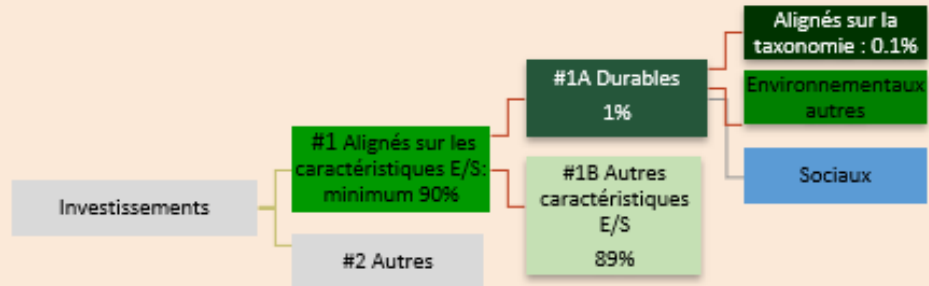 Investissements
#1 Alignés sur les
caractéristiques E/S:
minimum 90%
#2 Autres
#1A Durables
1%
#1B Autres
caractéristiques
E/S
89%
Alignés sur la
taxonomie : 0.1%
Environnementaux
autres
Sociaux